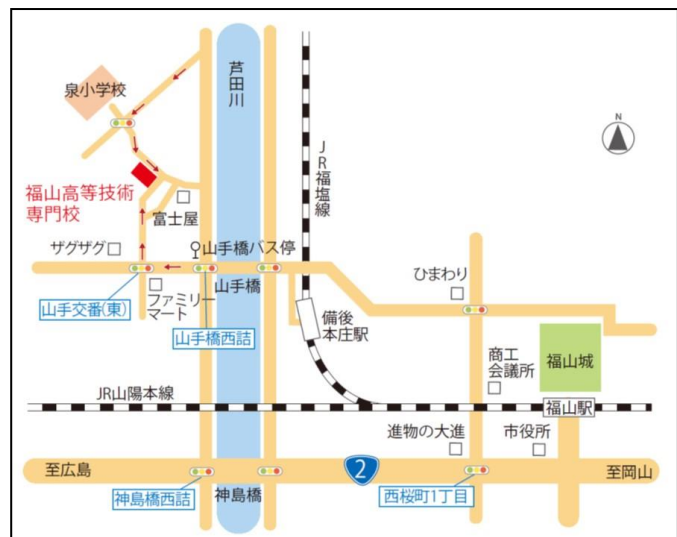 泉小学校
芦田川
N
JR福塩線
福山高等技術
専門校
富士屋
ザグザグ
山手橋バス停
ひまわり
山手橋
ファミリー
マート
山手交番(東)
山手橋西詰
備後
本庄駅
商工
会議所
福山城
JR山陽本線
福山駅
進物の大進
市役所
至広島
2
至岡山
神島橋西詰
神島橋
西桜町1丁目